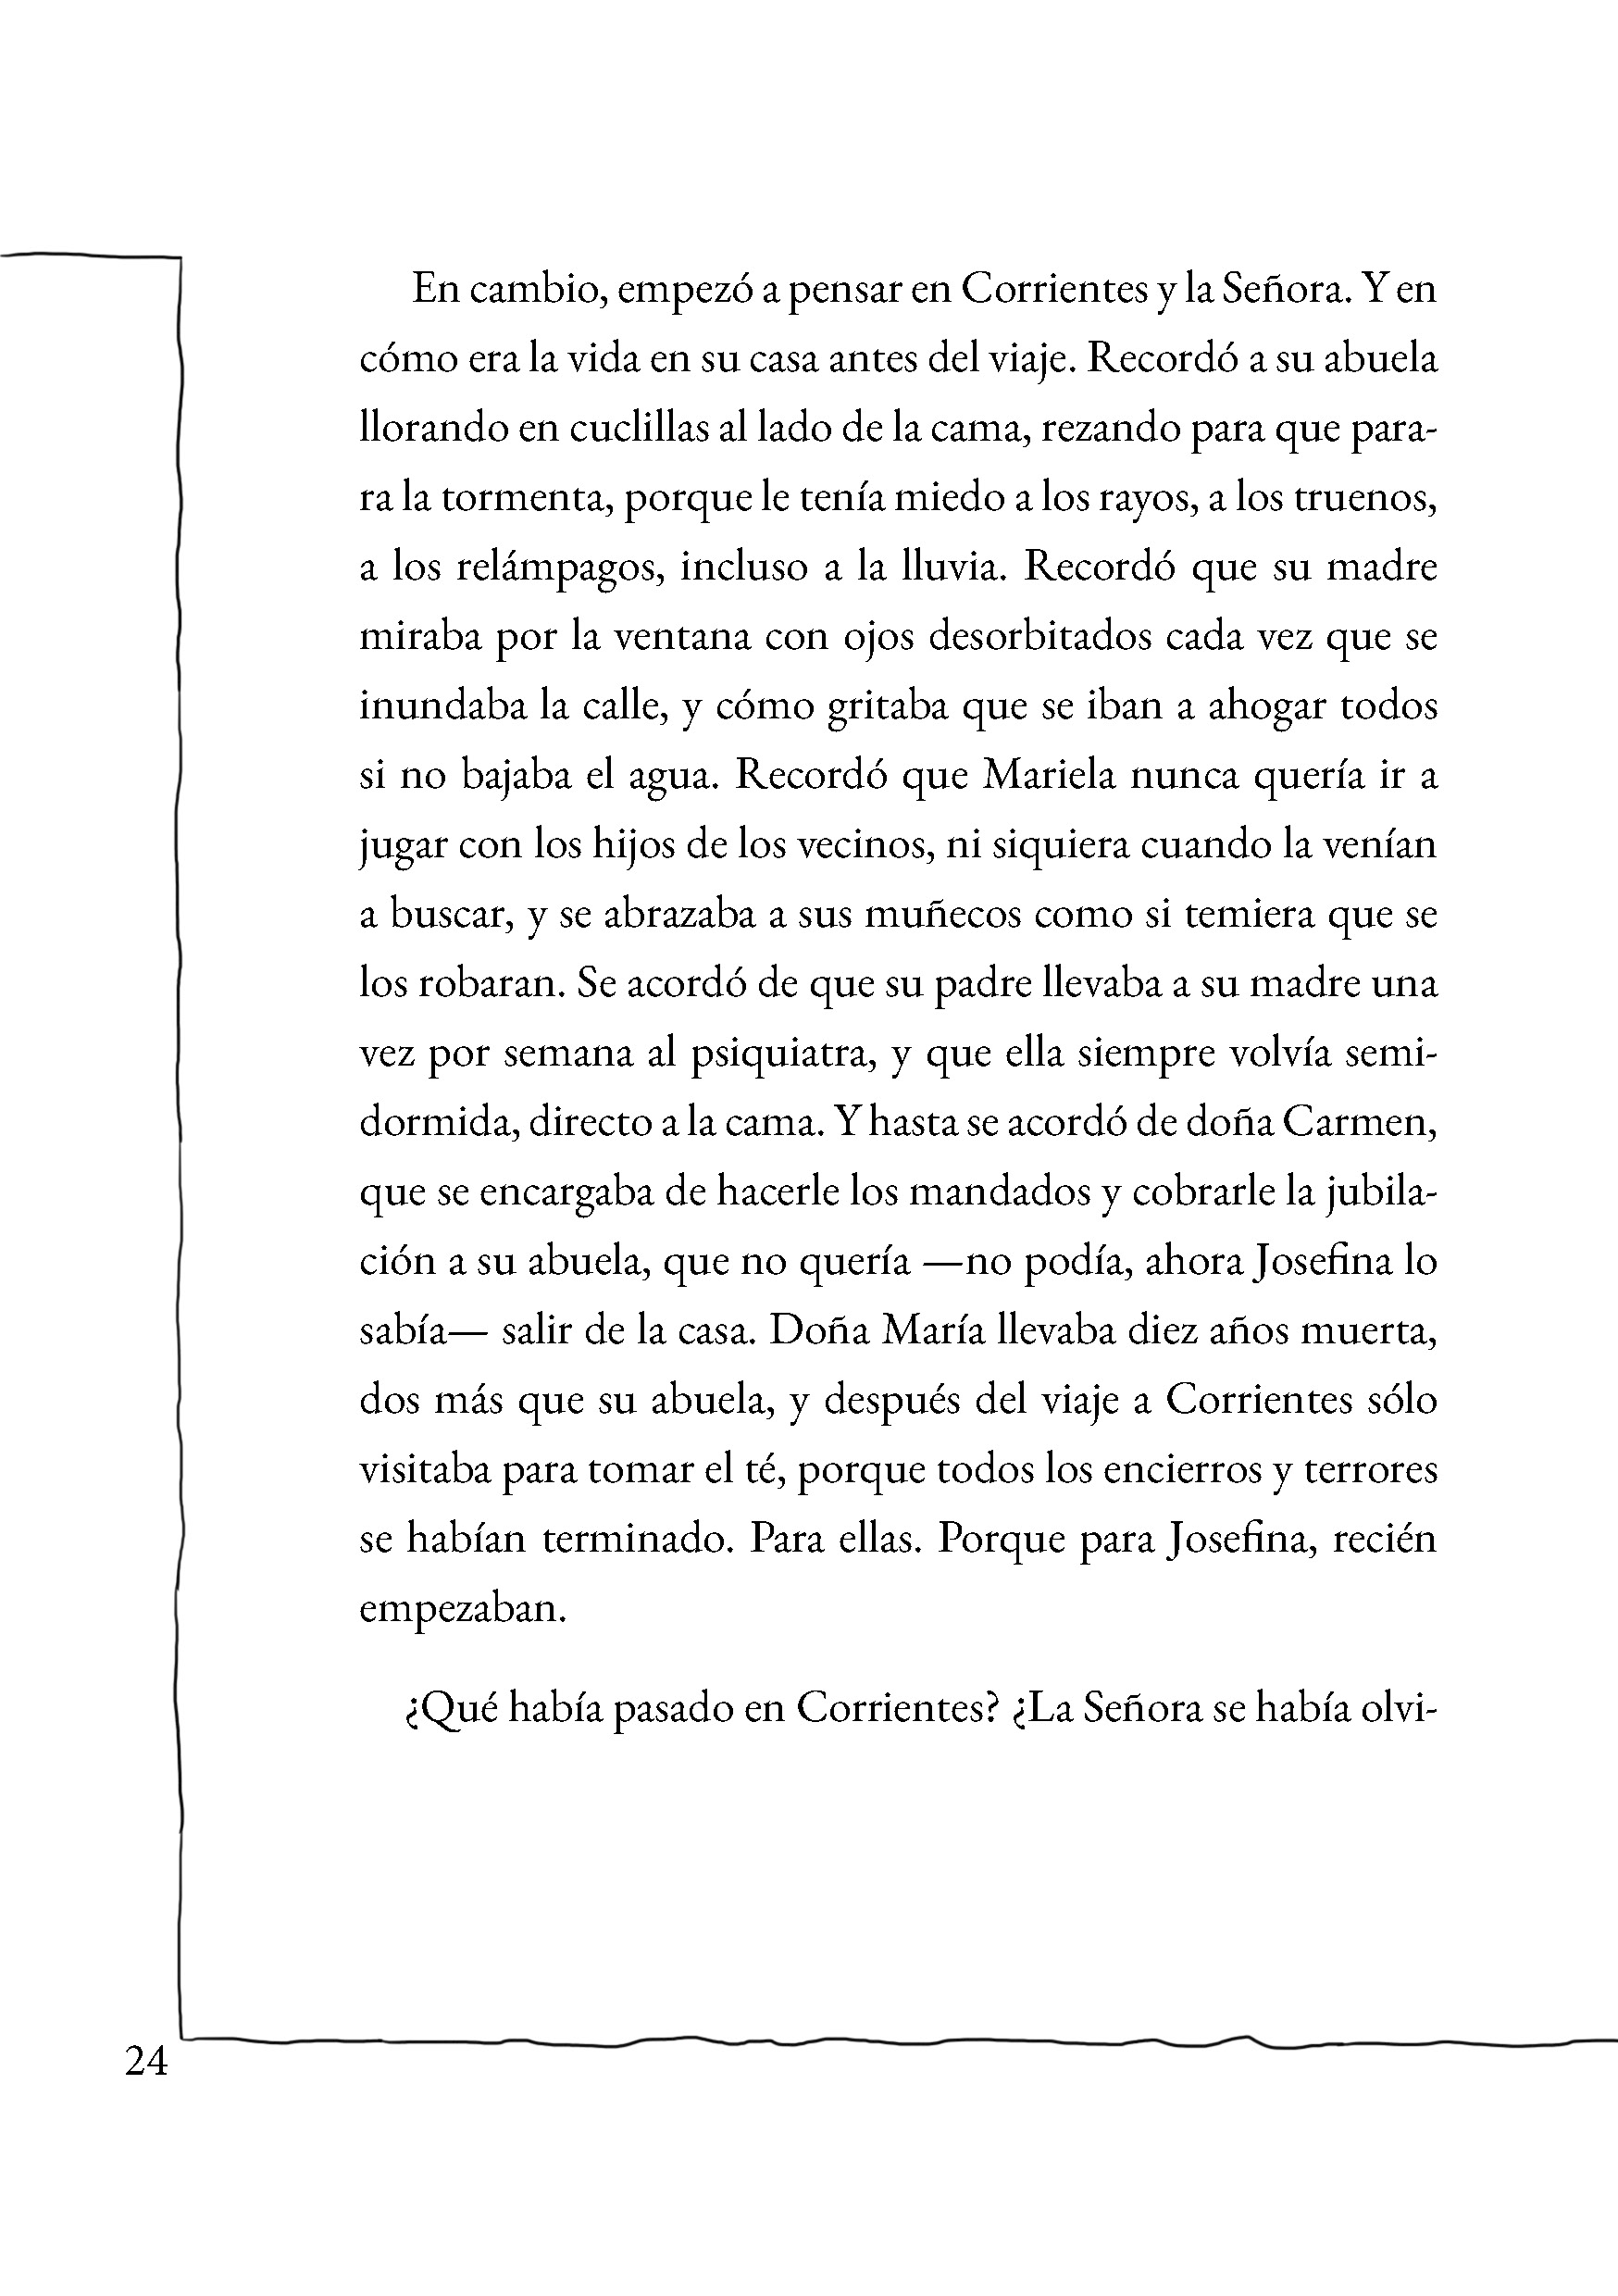 En cambio, empezó a pensar en Corrientes y la Señora. Y en
cómo era la vida en su casa antes del viaje. Recordó a su abuela
llorando en cuclillas al lado de la cama, rezando para que para-
ra la tormenta, porque le tenía miedo a los rayos, a los truenos,
a los relámpagos, incluso a la lluvia. Recordó que su madre
miraba por la ventana con ojos desorbitados cada vez que se
inundaba la calle, y cómo gritaba que se iban a ahogar todos
si no bajaba el agua. Recordó que Mariela nunca quería ir a
jugar con los hijos de los vecinos, ni siquiera cuando la venían
a buscar, y se abrazaba a sus muñecos como si temiera que se
los robaran. Se acordó de que su padre llevaba a su madre una
vez por semana al psiquiatra, y que ella siempre volvía semi-
dormida, directo a la cama. Y hasta se acordó de doña Carmen,
que se encargaba de hacerle los mandados y cobrarle la jubila-
ción a su abuela, que no quería —no podía, ahora Josefina lo
sabía— salir de la casa. Doña María llevaba diez años muerta,
dos más que su abuela, y después del viaje a Corrientes sólo
visitaba para tomar el té, porque todos los encierros y terrores
se habían terminado. Para ellas. Porque para Josefina, recién
empezaban.
¿Qué había pasado en Corrientes? ¿La Señora se había olvi-
24